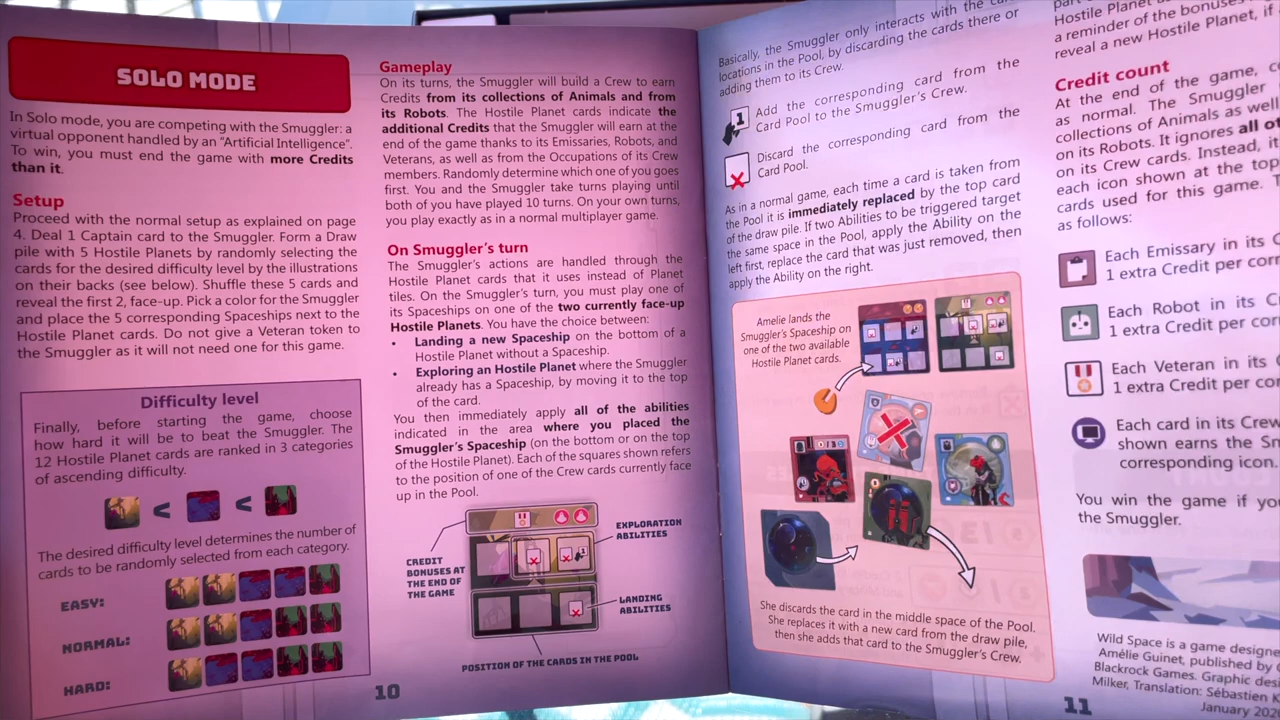 SOLO MODE
In Solo mode, you are competing with the Smuggler: a
virtual opponent handled by an "Artificial Intelligence".
To win, you must end the game with more Credits
than it.
Setup
Proceed with the normal setup as explained on page
4. Deal 1 Captain card to the Smuggler. Form a Draw
pile with 5 Hostile Planets by randomly selecting the
cards for the desired difficulty level by the illustrations
on their backs (see below). Shuffle these 5 cards and
reveal the first 2, face-up. Pick a color for the Smuggler
and place the 5 corresponding Spaceships next to the
Hostile Planet cards. Do not give a Veteran token to
the Smuggler as it will not need one for this game.
Difficulty level
Finally, before starting the game, choose
how hard it will be to beat the Smuggler. The
12 Hostile Planet cards are ranked in 3 categories
of ascending difficulty.
< <
The desired difficulty level determines the number of
cards to be randomly selected from each category.
EASY:
NORMAL:
HARD:
Gameplay
On its turns, the Smuggler will build a Crew to earn
Credits from its collections of Animals and from
its Robots. The Hostile Planet cards indicate the
additional Credits that the Smuggler will earn at the
end of the game thanks to its Emissaries, Robots, and
Veterans, as well as from the Occupations of its Crew
members. Randomly determine which one of you goes
first. You and the Smuggler take turns playing until
both of you have played 10 turns. On your own turns,
you play exactly as in a normal multiplayer game.
On Smuggler's turn
The Smuggler's actions are handled through the
Hostile Planet cards that it uses instead of Planet
tiles. On the Smuggler's turn, you must play one of
its Spaceships on one of the two currently face-up
Hostile Planets. You have the choice between:
• Landing a new Spaceship on the bottom of a
Hostile Planet without a Spaceship.
• Exploring an Hostile Planet where the Smuggler
already has a Spaceship, by moving it to the top
of the card.
You then immediately apply all of the abilities
indicated in the area where you placed the
Smuggler's Spaceship (on the bottom or on the top
of the Hostile Planet). Each of the squares shown refers
to the position of one of the Crew cards currently face
up in the Pool.
CREDIT
BONUSES AT
THE END OF
THE GAME
EXPLORATION
ABILITIES
LANDING
ABILITIES
POSITION OF THE CARDS IN THE POOL
10
Basically, the Smuggler only interacts with the
locations in the Pool, by discarding the cards there or
adding them to its Crew.
1
Add the corresponding card from the
Card Pool to the Smuggler's Crew.
Discard the corresponding card from the
Card Pool.
As in a normal game, each time a card is taken from
the Pool it is immediately replaced by the top card
of the draw pile. If two Abilities to be triggered target
the same space in the Pool, apply the Ability on the
left first, replace the card that was just removed, then
apply the Ability on the right.
Amelie lands the
Smuggler's Spaceship on
one of the two available
Hostile Planet cards.
She discards the card in the middle space of the Pool.
She replaces it with a new card from the draw pile,
then she adds that card to the Smuggler's Crew.
Hostile Planet
a reminder of the bonuses
reveal a new Hostile Planet, if
Credit count
At the end of the game,
as normal. The Smuggler
collections of Animals as well
on its Robots. It ignores all of
on its Crew cards. Instead, it
each icon shown at the top
cards used for this game.
as follows:
Each Emissary in its
1 extra Credit per
Each Robot in its
1 extra Credit per
Each Veteran in its
1 extra Credit per
Each card in its Crew
shown earns the
corresponding icon.
You win the game if
the Smuggler.
Wild Space is a game
Amélie Guinet, published by
Blackrock Games. Graphic
Milker, Translation: Sébastien
January
11